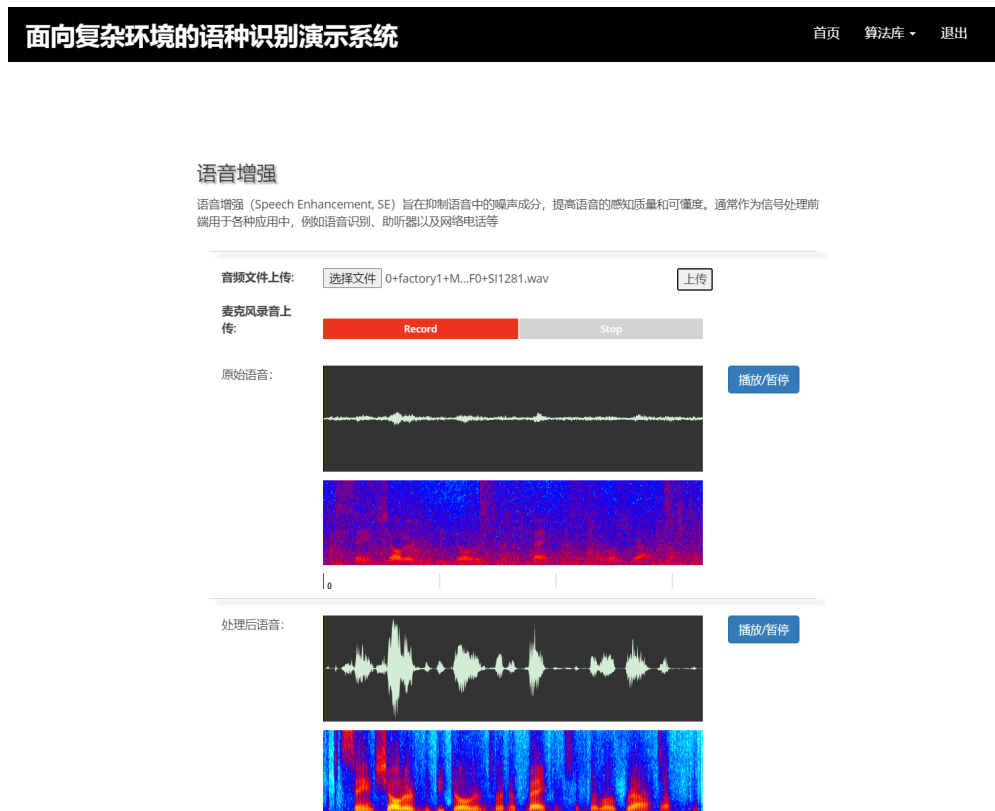 面向复杂环境的语种识别演示系统
首页 算法库 退出
语音增强
语音增强（Speech Enhancement, SE）旨在抑制语音中的噪声成分，提高语音的感知质量和可懂度。通常作为信号处理前
端用于各种应用中，例如语音识别、助听器以及网络电话等
音频文件上传: 选择文件 0+factory1+M...F0+SI1281.wav 上传
麦克风录音上
传:
Record Stop
原始语音： 播放/暂停
0
处理后语音： 播放/暂停